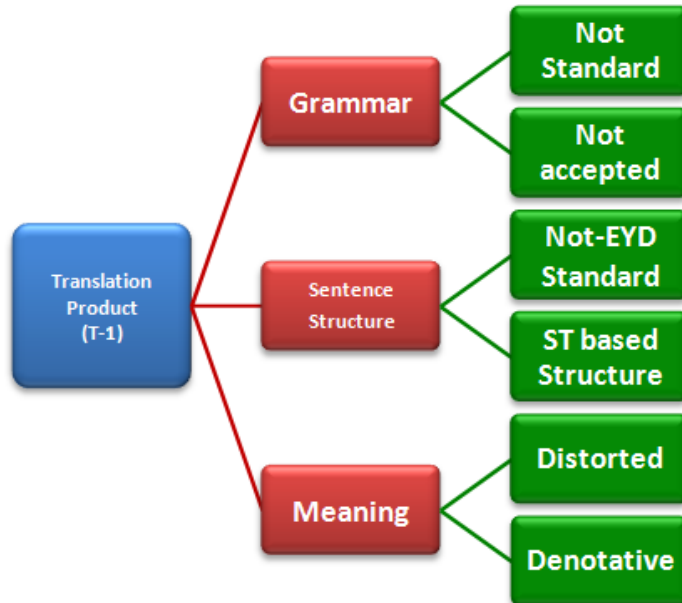 Translation
Product
(T-1)
Grammar
Not
Standard
Not
accepted
Sentence
Structure
Not-EYD
Standard
ST based
Structure
Meaning
Distorted
Denotative